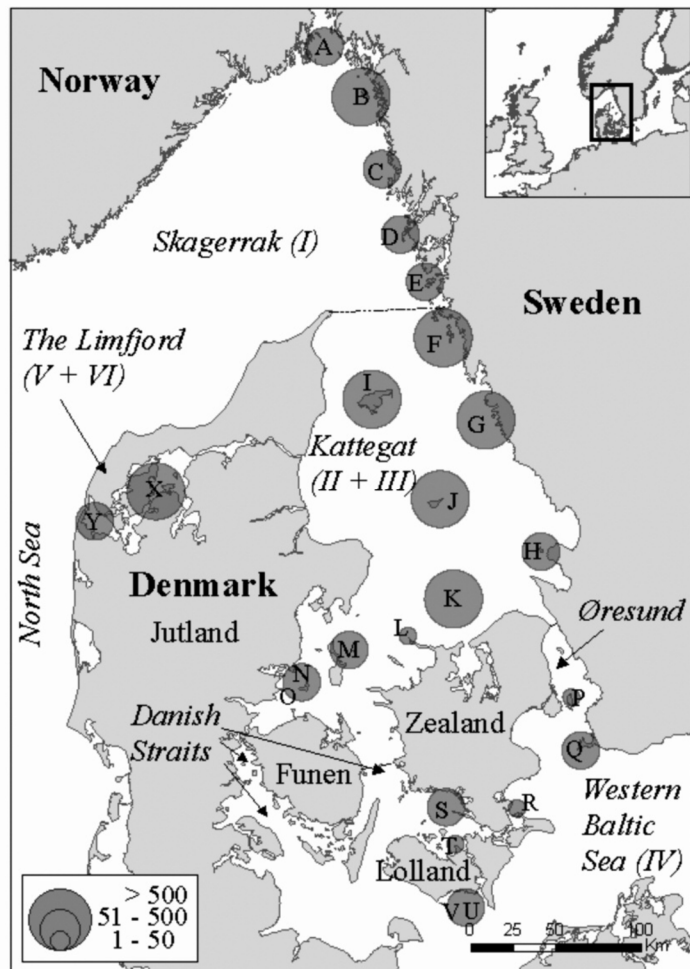 Norway
A
B
C
Skagerrak (I)
D
E
Sweden
The Limfjord
(V + VI)
F
I
G
Kattegat
(II + III)
X
J
Y
H
North Sea
Denmark
K
Jutland
L
Øresund
M
N
O
P
Danish
Straits
Zealand
Q
Funen
Western
Baltic
Sea (IV)
S
R
T
Lolland
VU
> 500
51 - 500
1 - 50
0 25 50 100
Km